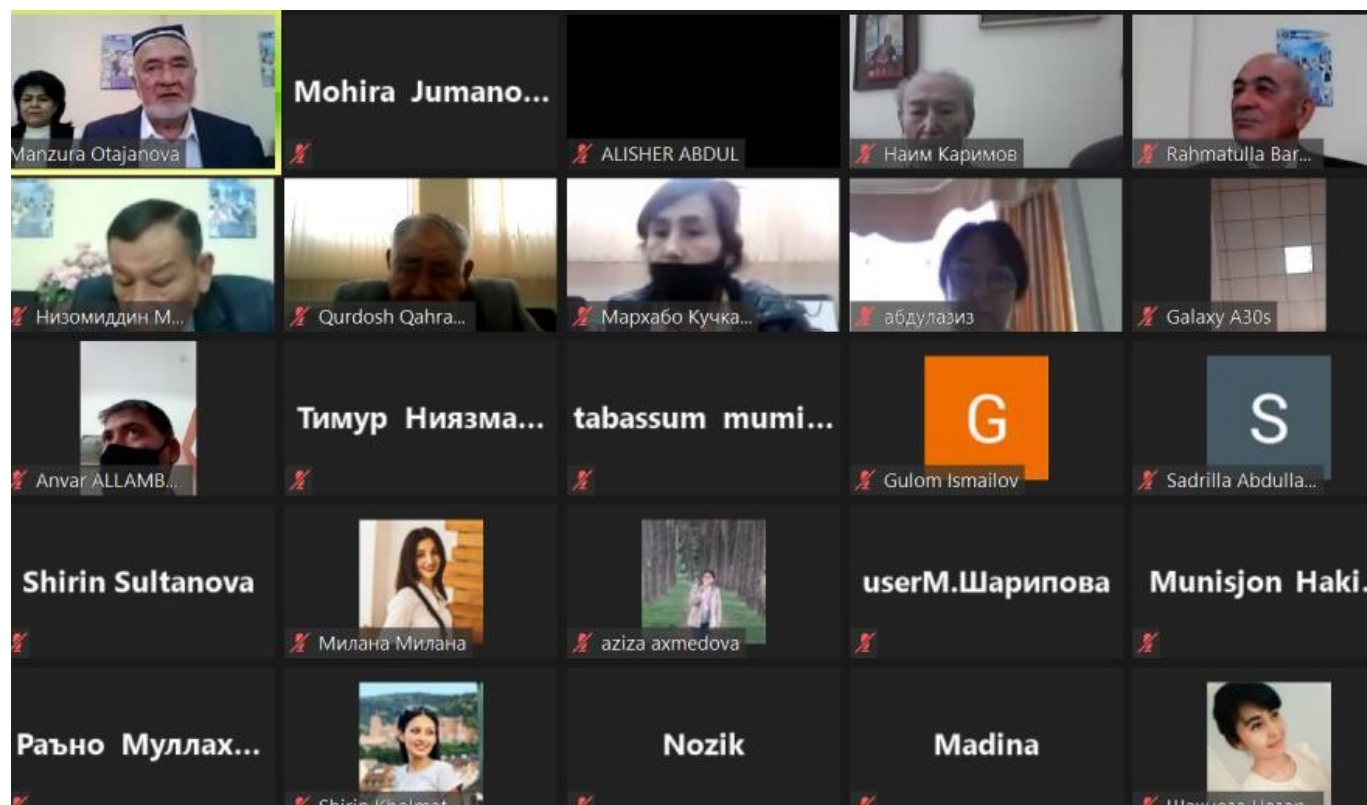 Manzura Otajanova
Mohira Jumano...
ALISHER ABDUL
Наим Каримов
Rahmatulla Bar...
Низомиддин М...
Qurdosh Qahra...
Мархабо Кучка...
абдулазиз
Galaxy A30s
Anvar ALLAMB...
Тимур Ниязма...
tabassum mumi...
G
Gulom Ismailov
S
Sadrilla Abdulla...
Shirin Sultanova
Милана Милана
aziza axmedova
userМ.Шарипова
Munisjon Haki.
Раъно Муллах...
Nozik
Madina